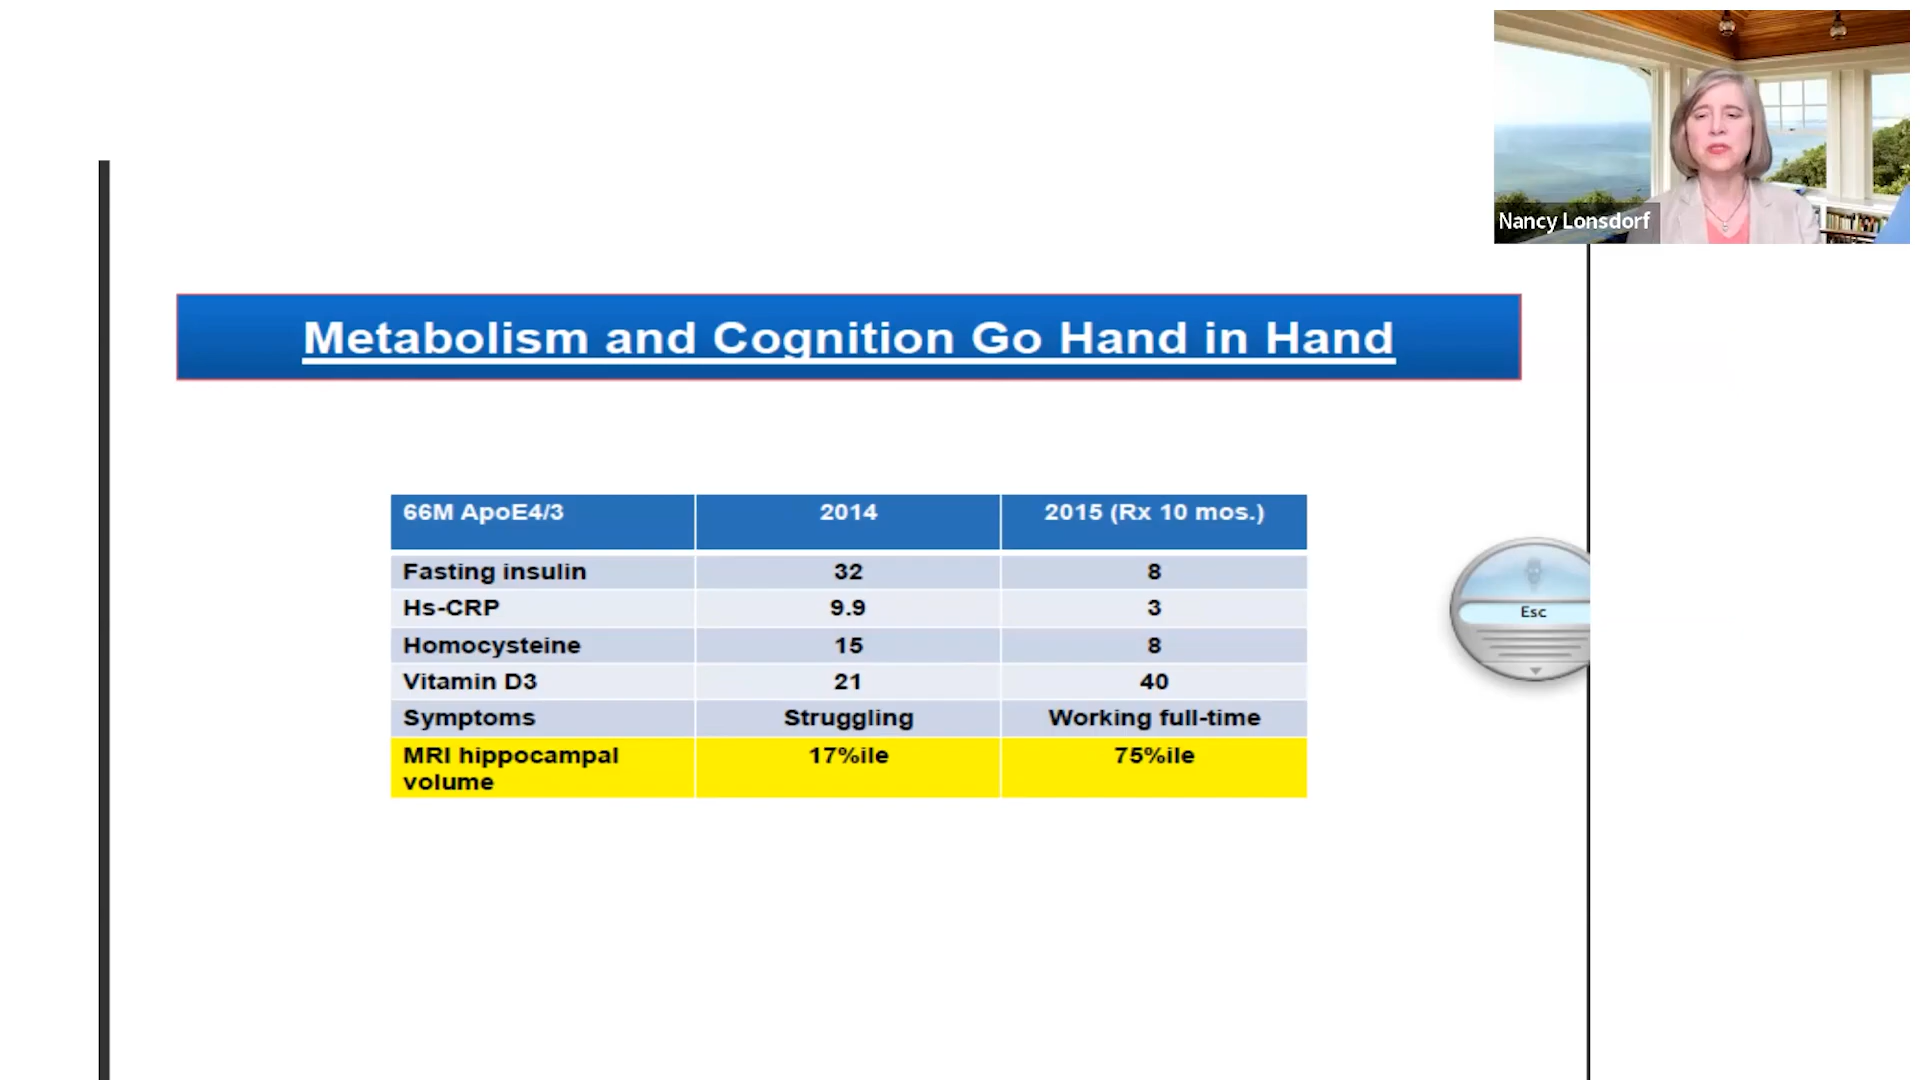 Nancy Lonsdorf
Metabolism and Cognition Go Hand in Hand
66M ApoE4/3 2014 2015 (Rx 10 mos.)
Fasting insulin 32 8
Hs-CRP 9.9 3
Homocysteine 15 8
Vitamin D3 21 40
Symptoms Struggling Working full-time
MRI hippocampal volume 17%ile 75%ile
Esc